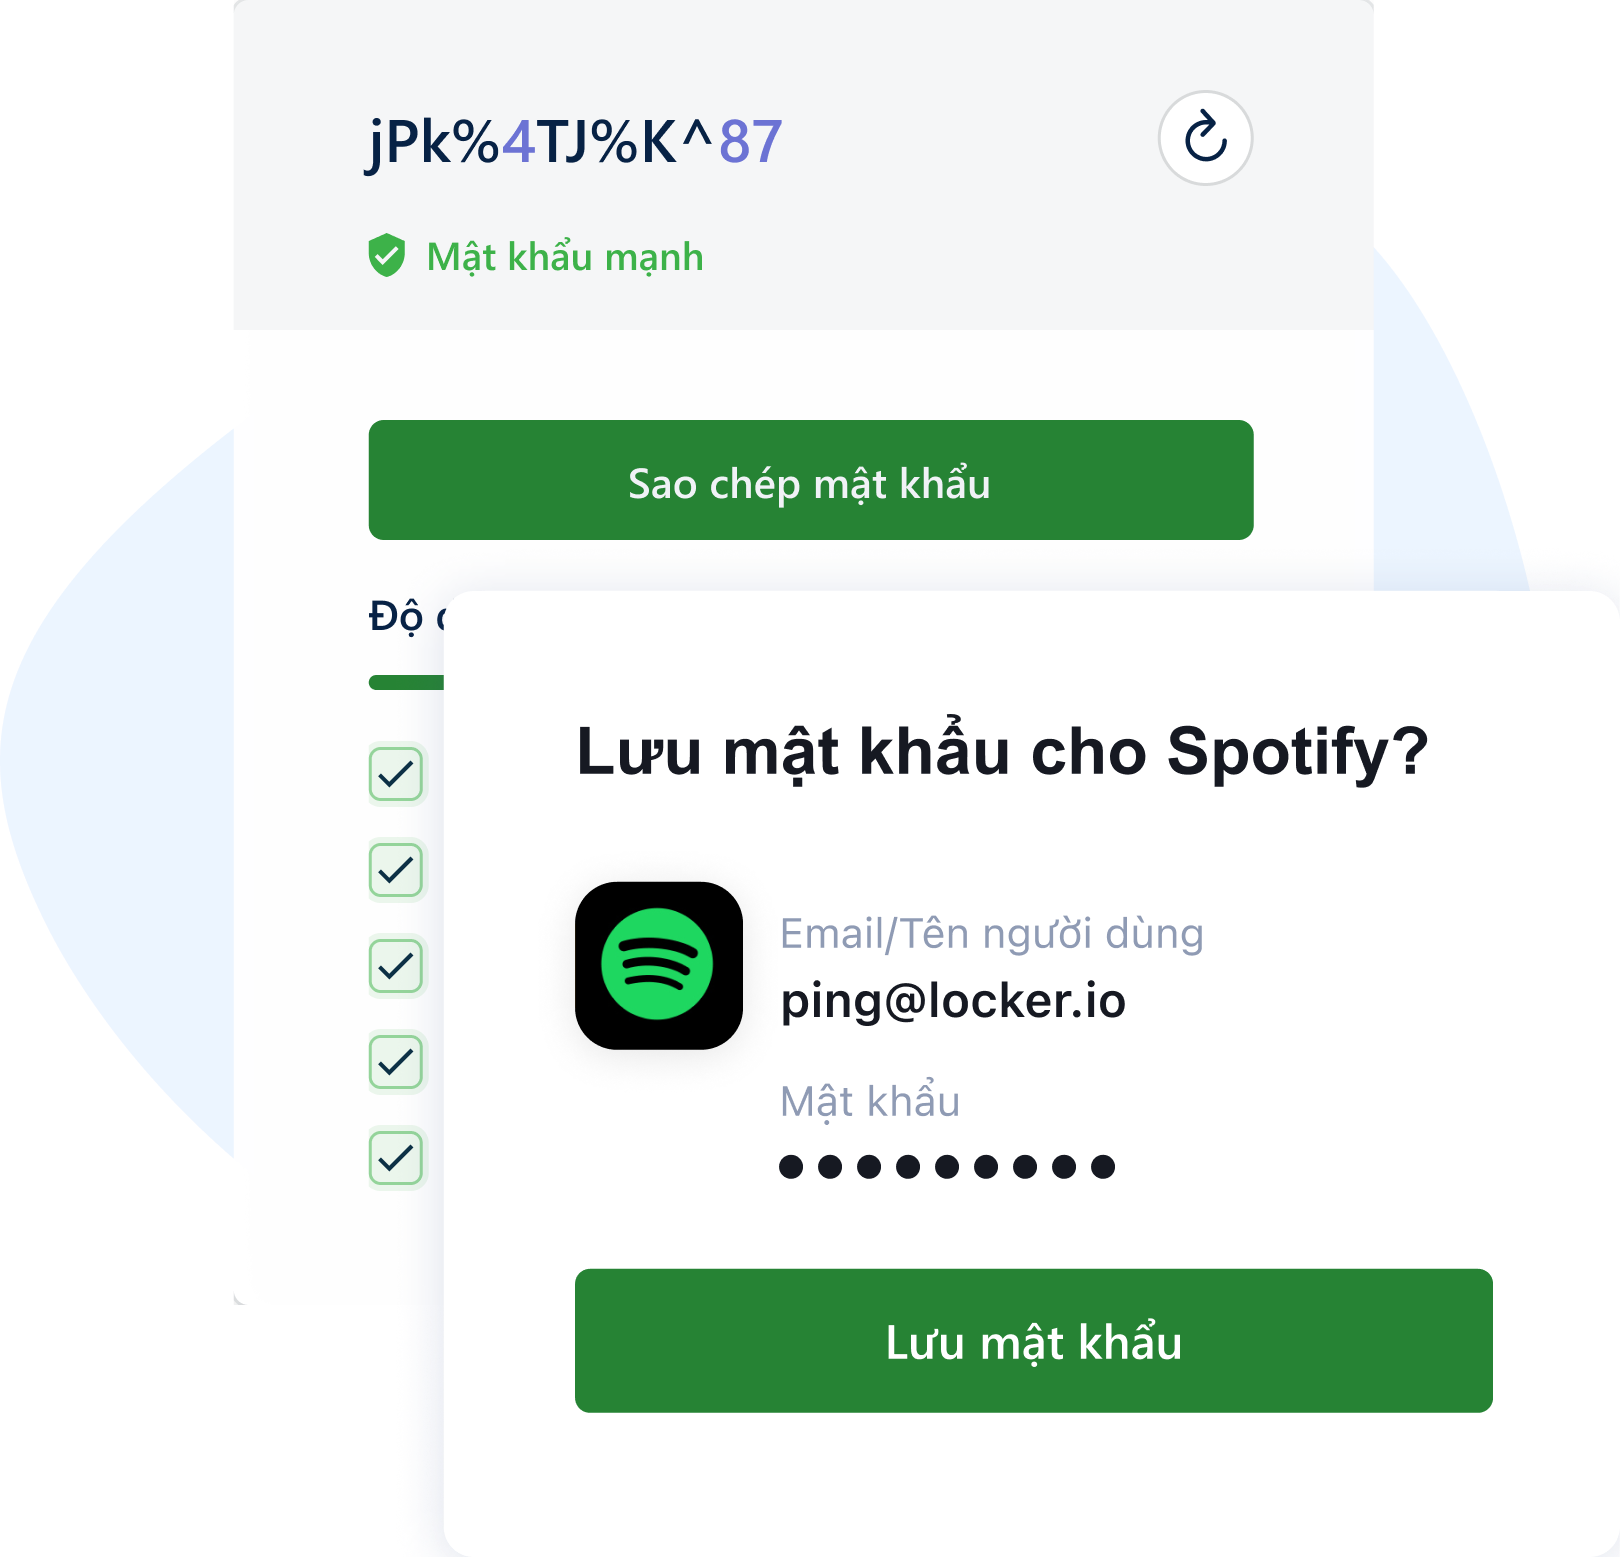 jPk%4TJ%K^87
Mật khẩu mạnh
Sao chép mật khẩu
Độ
Lưu mật khẩu cho Spotify?
Email/Tên người dùng
ping@locker.io
Mật khẩu
Lưu mật khẩu